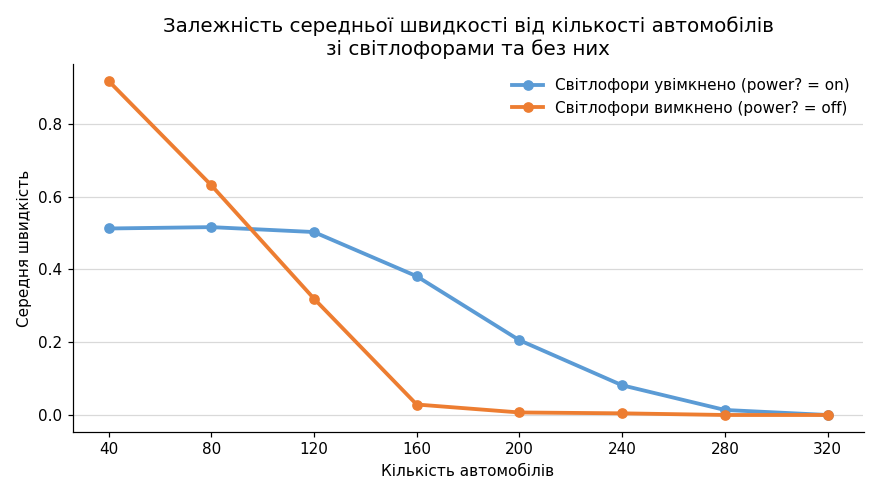 Залежність середньої швидкості від кількості автомобілів
зі світлофорами та без них
Світлофори увімкнено (power? = on)
Світлофори вимкнено (power? = off)
Середня швидкість
0.8
0.6
0.4
0.2
0.0
40 80 120 160 200 240 280 320
Кількість автомобілів